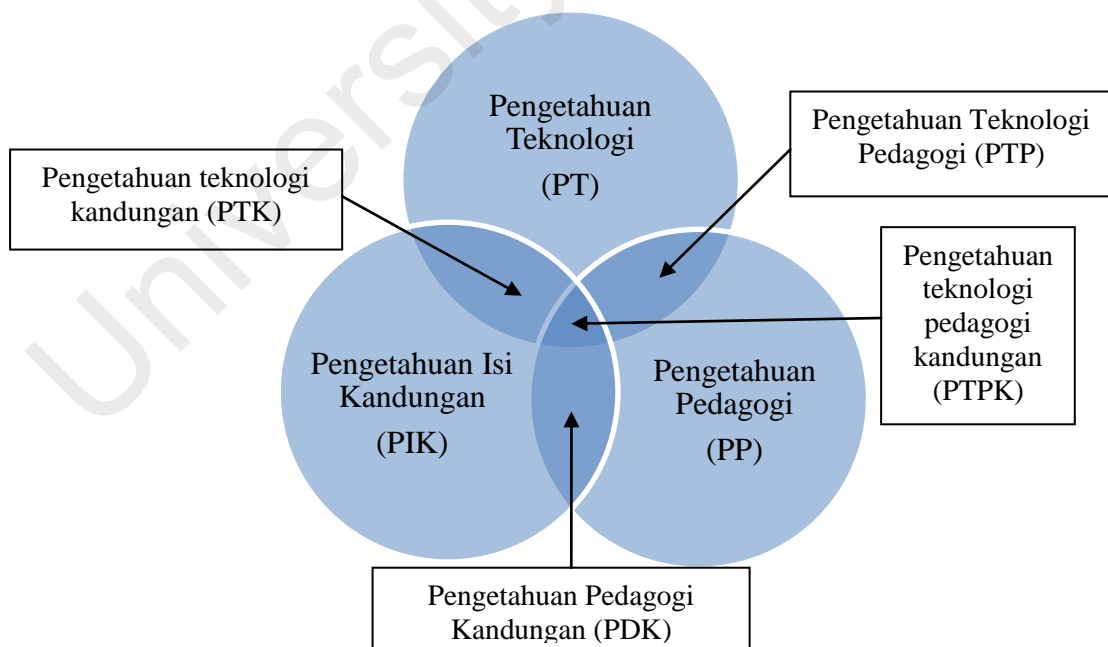 Pengetahuan
Teknologi
(PT)
Pengetahuan Teknologi
Pedagogi (PTP)
Pengetahuan teknologi
kandungan (PTK)
Pengetahuan
teknologi
pedagogi
kandungan
(PTPK)
Pengetahuan Isi
Kandungan
(PIK)
Pengetahuan
Pedagogi
(PP)
Pengetahuan Pedagogi
Kandungan (PDK)
University